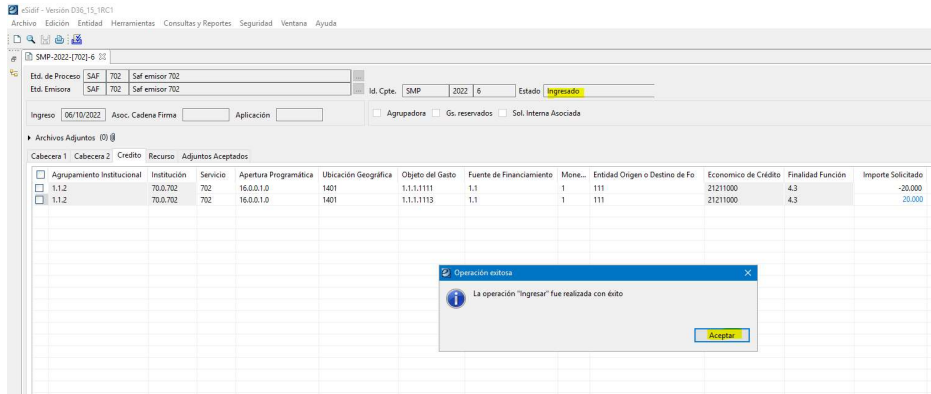 eSidif - Versión D36_15_1RC1
Archivo Edición Entidad Herramientas Consultas y Reportes Seguridad Ventana Ayuda
SMP-2022-[702]-6
Etd. de Proceso SAF 702 Saf emisor 702 ...
Etd. Emisora SAF 702 Saf emisor 702 ... Id. Cpte. SMP 2022 6 Estado Ingresado
Ingreso 06/10/2022 Asoc. Cadena Firma Aplicación Agrupadora Gs. reservados Sol. Interna Asociada
Archivos Adjuntos (0)
Cabecera 1 Cabecera 2 Credito Recurso Adjuntos Aceptados
Agrupamiento Institucional Institución Servicio Apertura Programática Ubicación Geográfica Objeto del Gasto Fuente de Financiamiento Mone... Entidad Origen o Destino de Fo Economico de Crédito Finalidad Función Importe Solicitado
1.1.2 70.0.702 702 16.0.0.1.0 1401 1.1.1.1111 1.1 1 111 21211000 4.3 -20.000
1.1.2 70.0.702 702 16.0.0.1.0 1401 1.1.1.1113 1.1 1 111 21211000 4.3 20.000
Operación exitosa
La operación "Ingresar" fue realizada con éxito
Aceptar